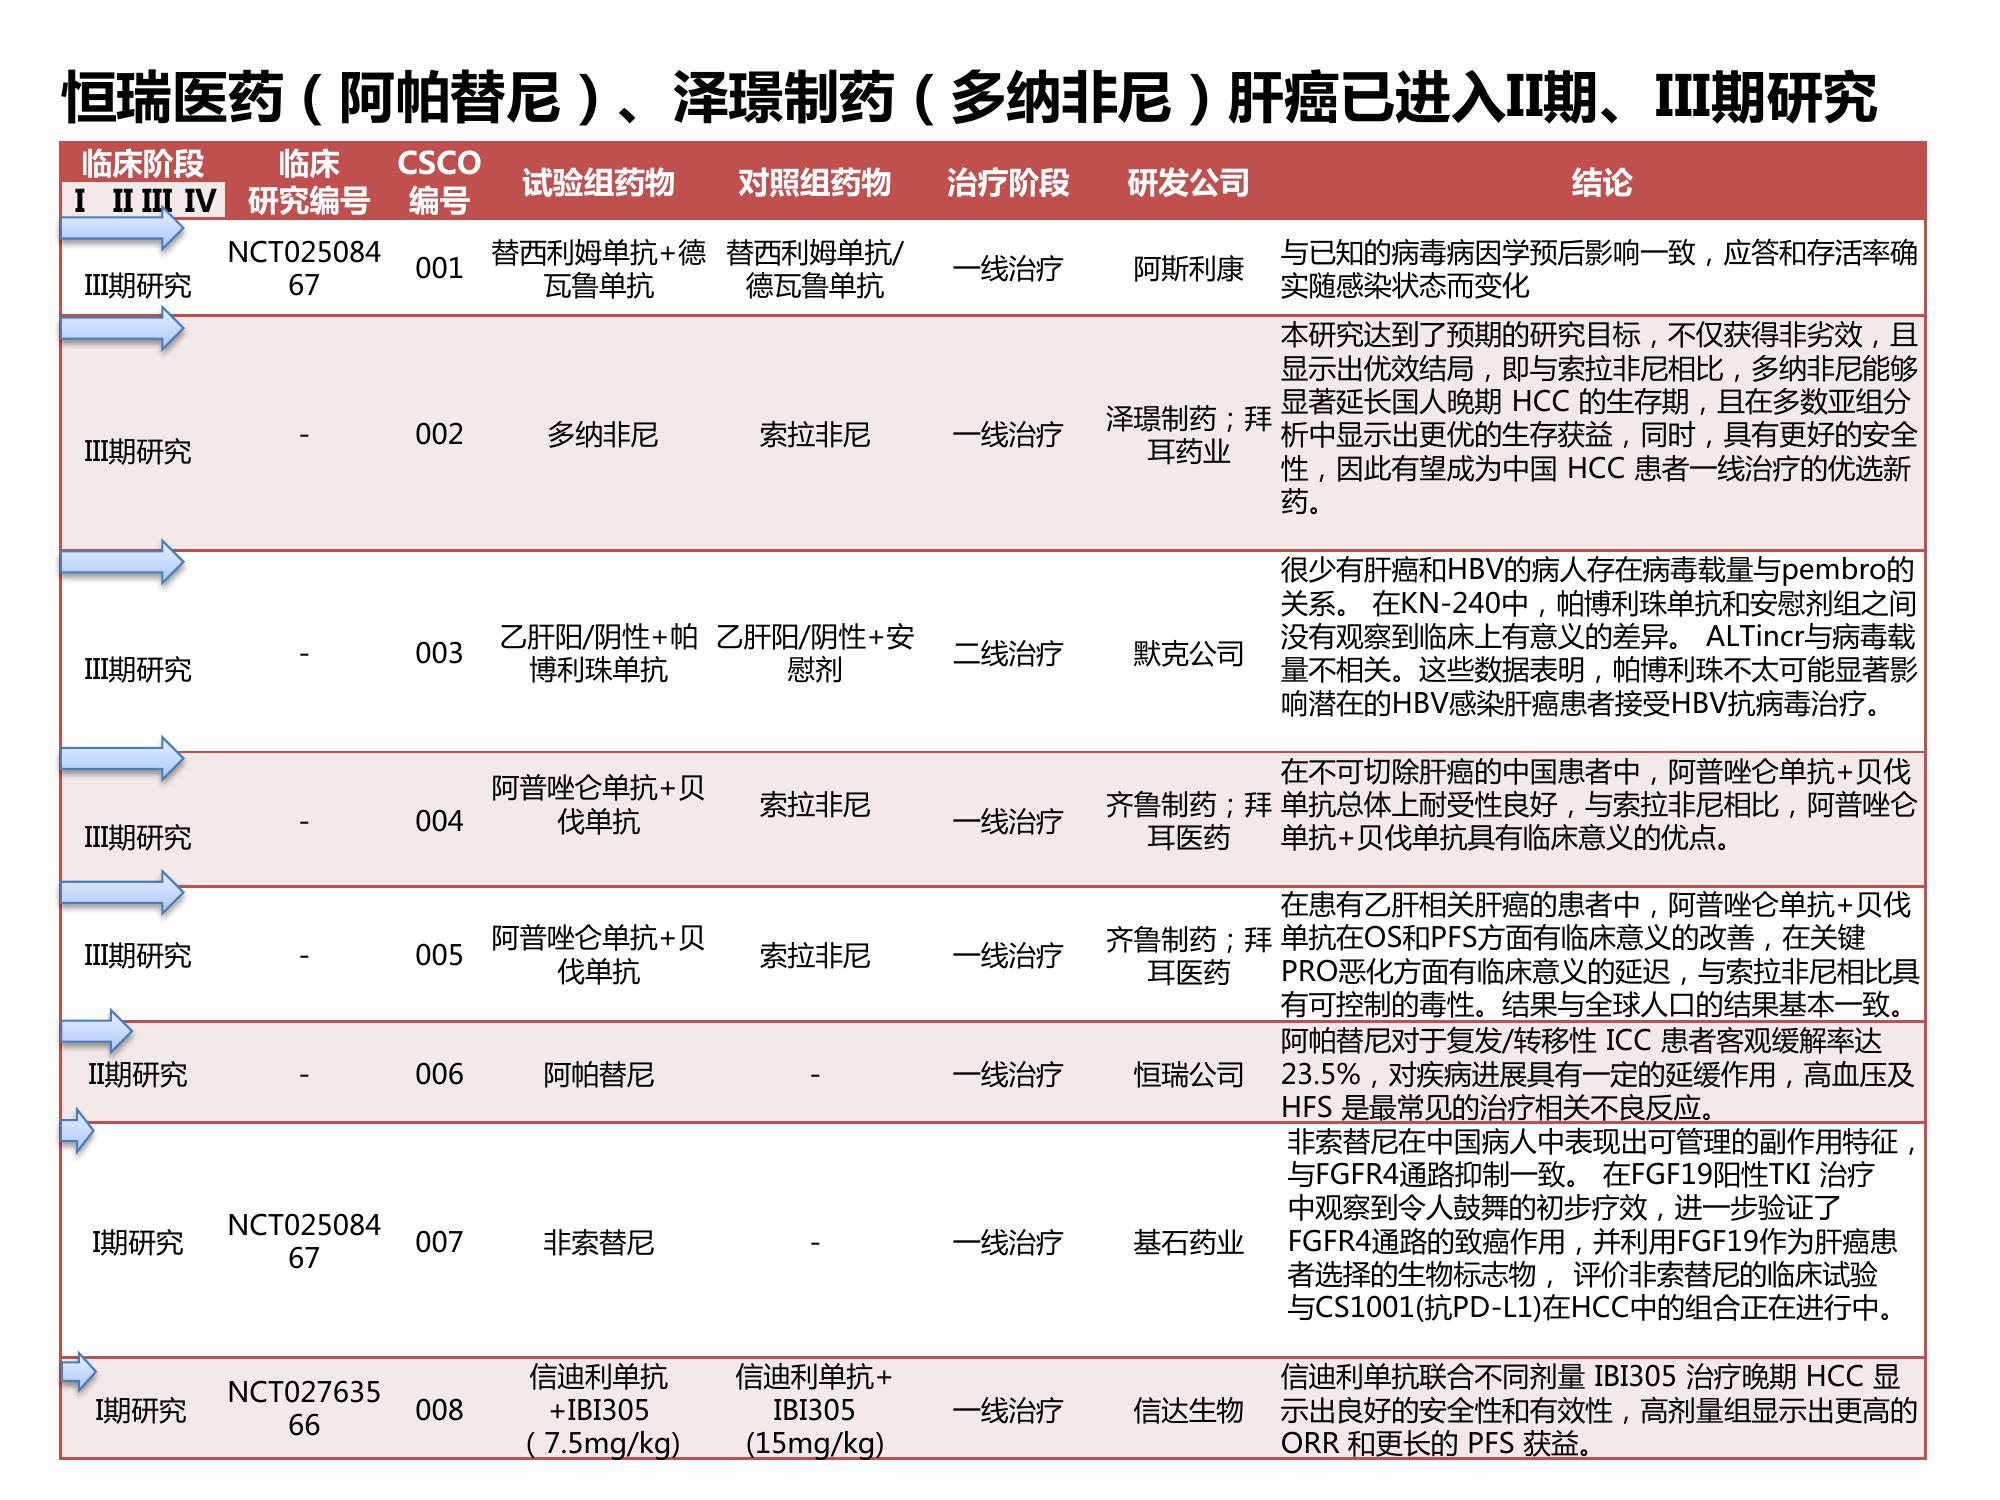 恒瑞医药（阿帕替尼）、泽璟制药（多纳非尼）肝癌已进入II期、III期研究
临床阶段
I II III IV
临床
研究编号
CSCO
编号
试验组药物
对照组药物
治疗阶段
研发公司
结论
III期研究
NCT025084
67
001
替西利姆单抗+德
瓦鲁单抗
替西利姆单抗/
德瓦鲁单抗
一线治疗
阿斯利康
与已知的病毒病因学预后影响一致，应答和存活率确
实随感染状态而变化
III期研究
-
002
多纳非尼
索拉非尼
一线治疗
泽璟制药；拜
耳药业
本研究达到了预期的研究目标，不仅获得非劣效，且
显示出优效结局，即与索拉非尼相比，多纳非尼能够
显著延长国人晚期 HCC 的生存期，且在多数亚组分
析中显示出更优的生存获益，同时，具有更好的安全
性，因此有望成为中国 HCC 患者一线治疗的优选新
药。
III期研究
-
003
乙肝阳/阴性+帕
博利珠单抗
乙肝阳/阴性+安
慰剂
二线治疗
默克公司
很少有肝癌和HBV的病人存在病毒载量与pembro的
关系。 在KN-240中，帕博利珠单抗和安慰剂组之间
没有观察到临床上有意义的差异。 ALTincr与病毒载
量不相关。这些数据表明，帕博利珠不太可能显著影
响潜在的HBV感染肝癌患者接受HBV抗病毒治疗。
III期研究
-
004
阿普唑仑单抗+贝
伐单抗
索拉非尼
一线治疗
齐鲁制药；拜
耳医药
在不可切除肝癌的中国患者中，阿普唑仑单抗+贝伐
单抗总体上耐受性良好，与索拉非尼相比，阿普唑仑
单抗+贝伐单抗具有临床意义的优点。
III期研究
-
005
阿普唑仑单抗+贝
伐单抗
索拉非尼
一线治疗
齐鲁制药；拜
耳医药
在患有乙肝相关肝癌的患者中，阿普唑仑单抗+贝伐
单抗在OS和PFS方面有临床意义的改善，在关键
PRO恶化方面有临床意义的延迟，与索拉非尼相比具
有可控制的毒性。结果与全球人口的结果基本一致。
II期研究
-
006
阿帕替尼
-
一线治疗
恒瑞公司
阿帕替尼对于复发/转移性 ICC 患者客观缓解率达
23.5%，对疾病进展具有一定的延缓作用，高血压及
HFS 是最常见的治疗相关不良反应。
I期研究
NCT025084
67
007
非索替尼
-
一线治疗
基石药业
非索替尼在中国病人中表现出可管理的副作用特征，
与FGFR4通路抑制一致。 在FGF19阳性TKI 治疗
中观察到令人鼓舞的初步疗效，进一步验证了
FGFR4通路的致癌作用，并利用FGF19作为肝癌患
者选择的生物标志物， 评价非索替尼的临床试验
与CS1001(抗PD-L1)在HCC中的组合正在进行中。
I期研究
NCT027635
66
008
信迪利单抗
+IBI305
（7.5mg/kg)
信迪利单抗+
IBI305
(15mg/kg)
一线治疗
信达生物
信迪利单抗联合不同剂量 IBI305 治疗晚期 HCC 显
示出良好的安全性和有效性，高剂量组显示出更高的
ORR 和更长的 PFS 获益。